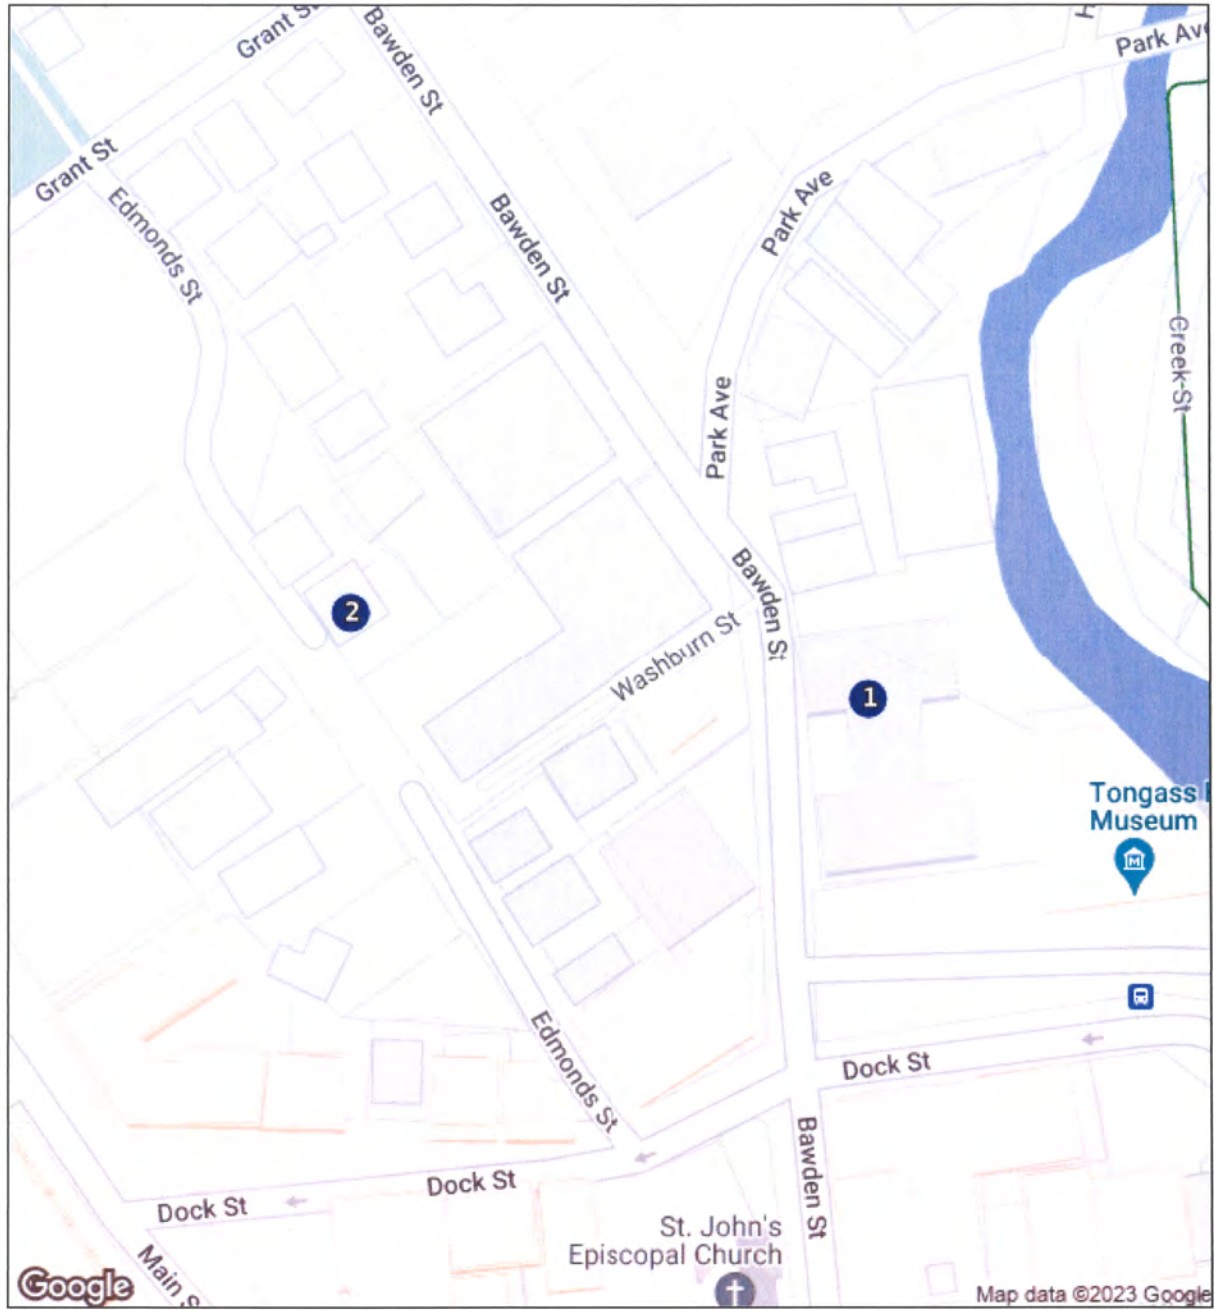 Grant St
Bawden St
H
Park Av
Grant St
Edmonds St
Bawden St
Park Ave
Creek St
Park Ave
Bawden St
2
Washburn St
1
Tongass
Museum
M
Edmonds St
Dock St
Bawden St
Dock St
Dock St
St. John's
Episcopal Church
Main S
Google
Map data ©2023 Google